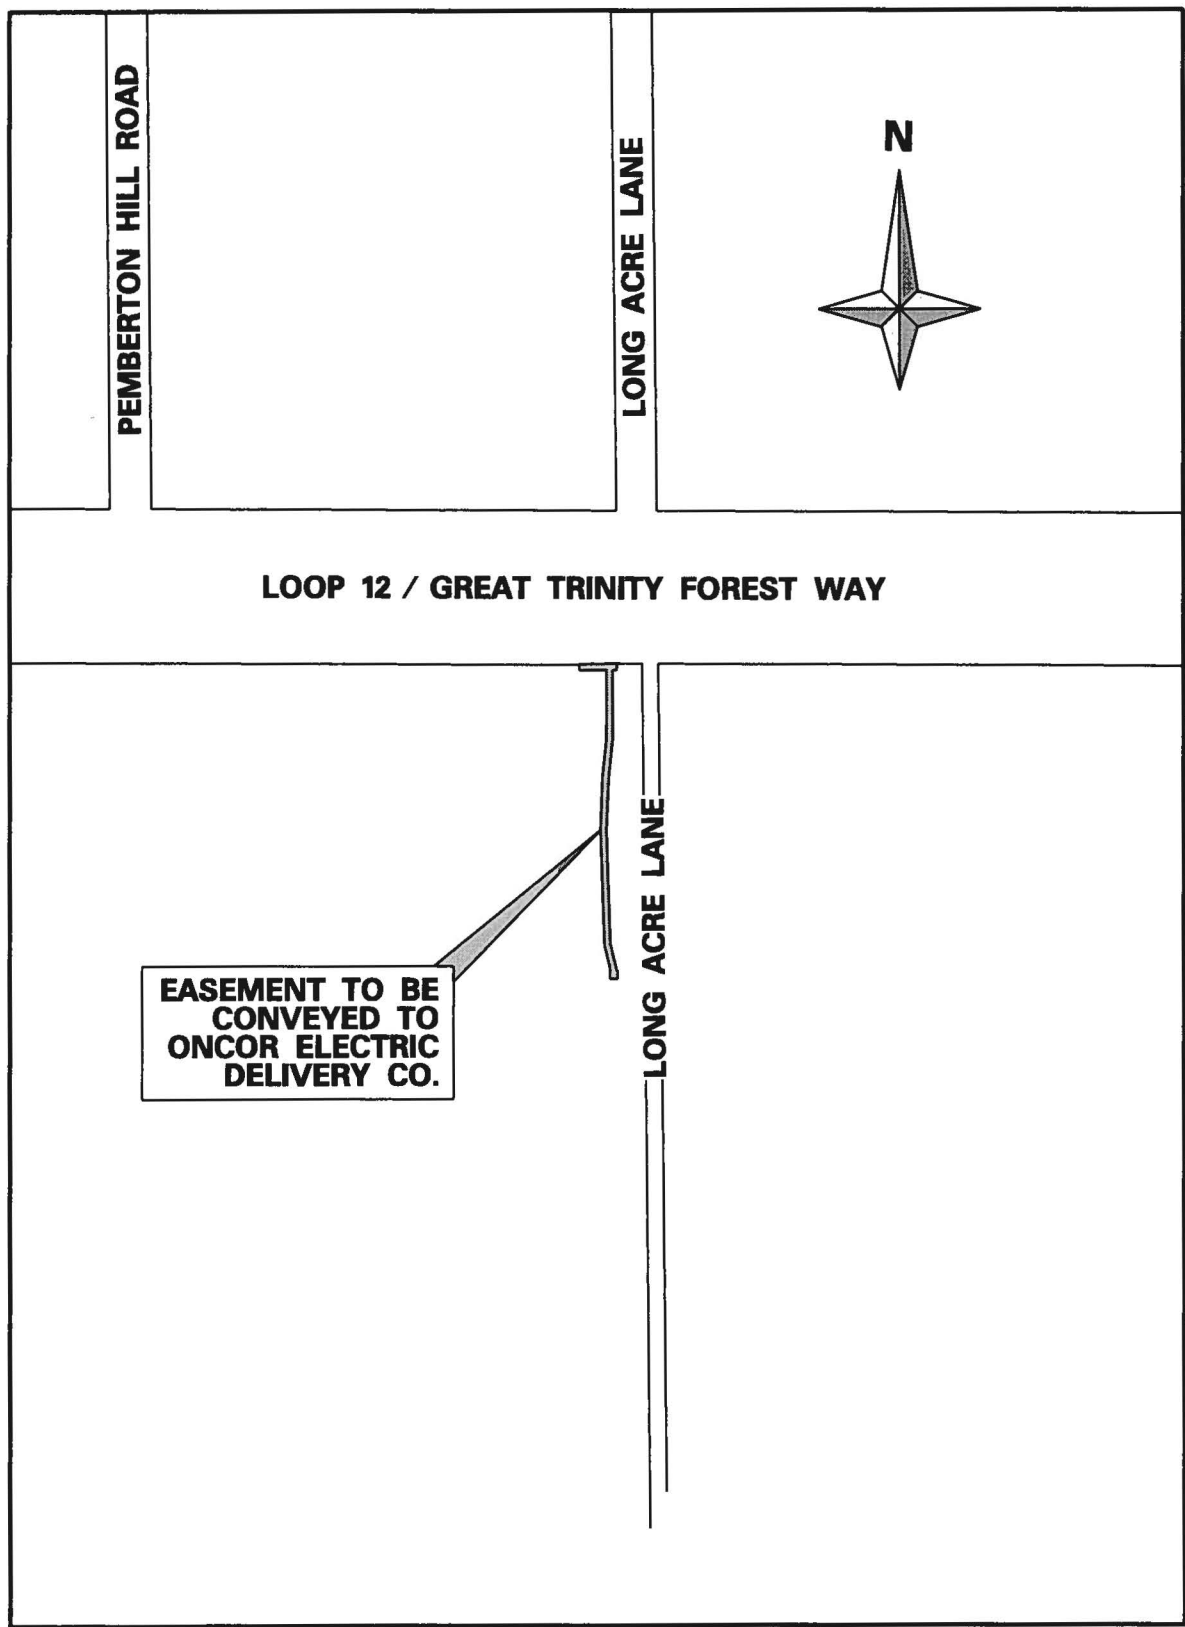 PEMBERTON HILL ROAD
LONG ACRE LANE
N
LOOP 12 / GREAT TRINITY FOREST WAY
LONG ACRE LANE
EASEMENT TO BE
CONVEYED TO
ONCOR ELECTRIC
DELIVERY CO.